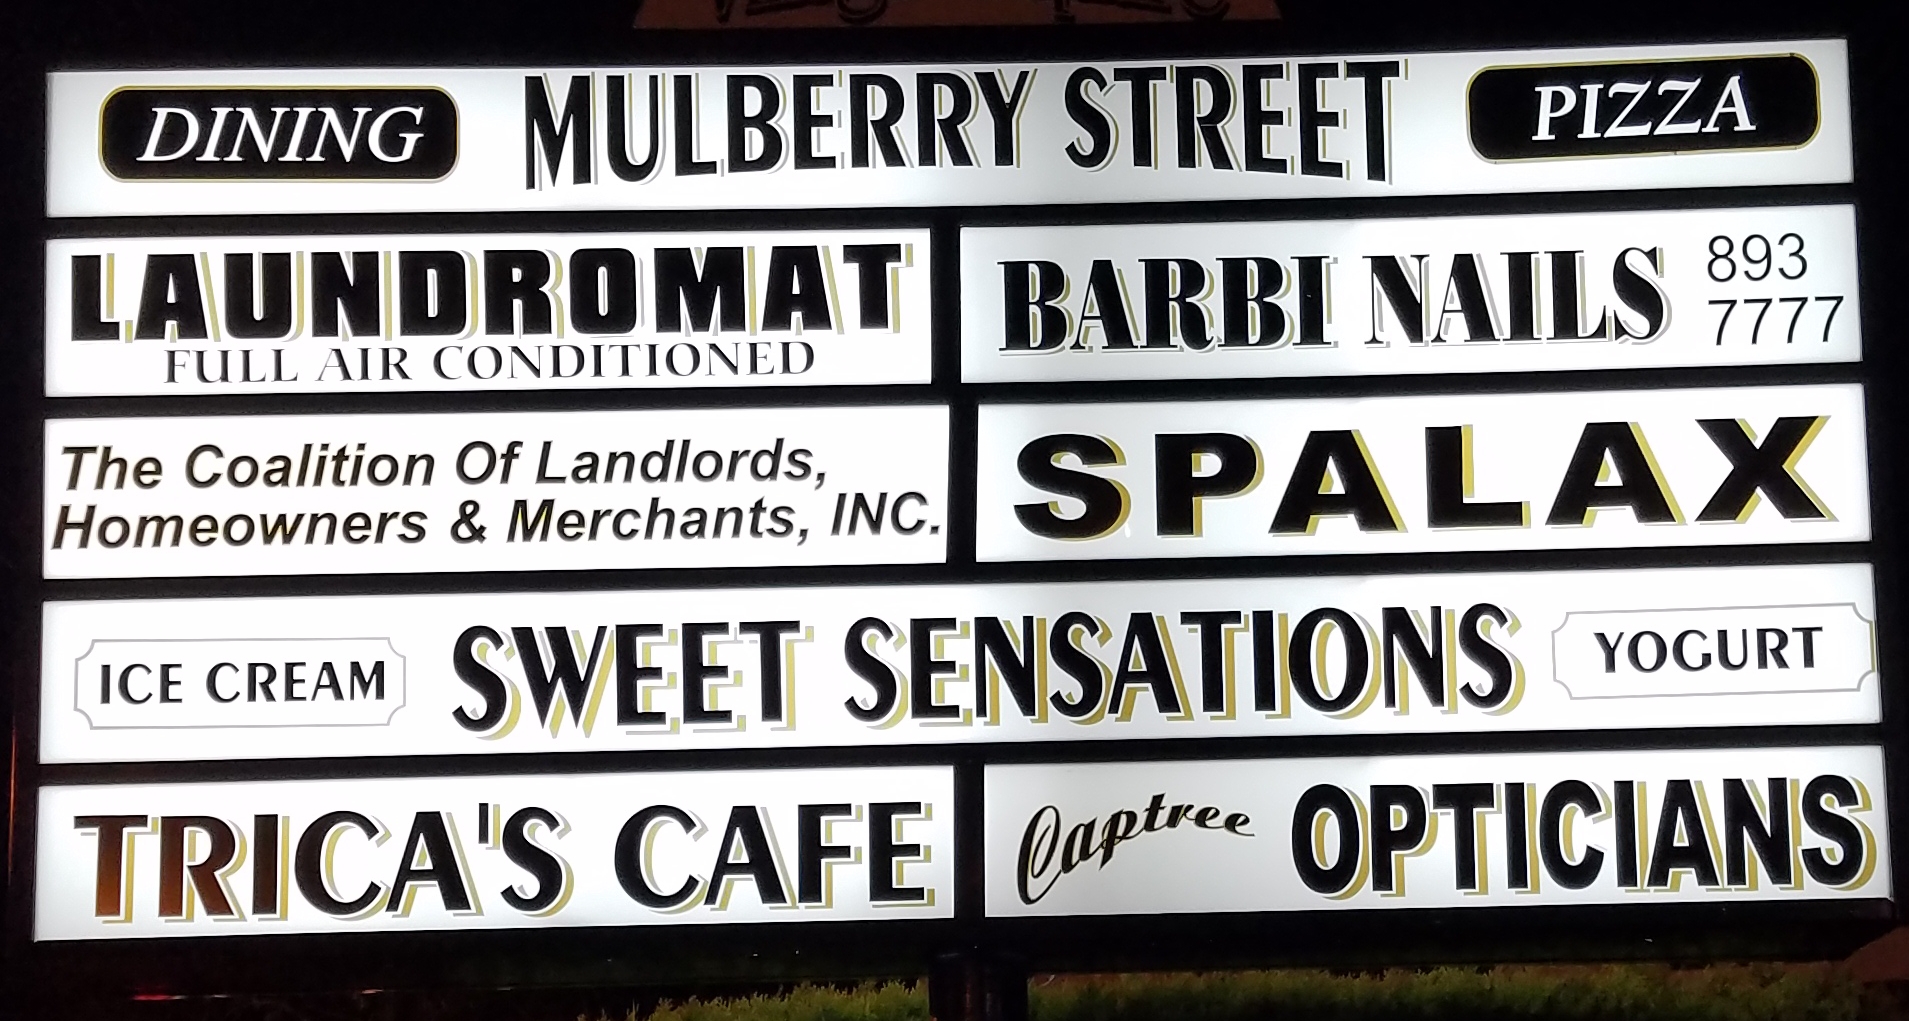 DINING MULBERRY STREET PIZZA
LAUNDROMAT
FULL AIR CONDITIONED
BARBI NAILS
893
7777
The Coalition Of Landlords,
Homeowners & Merchants, INC.
SPALAX
ICE CREAM SWEET SENSATIONS YOGURT
TRICA'S CAFE
Captree OPTICIANS